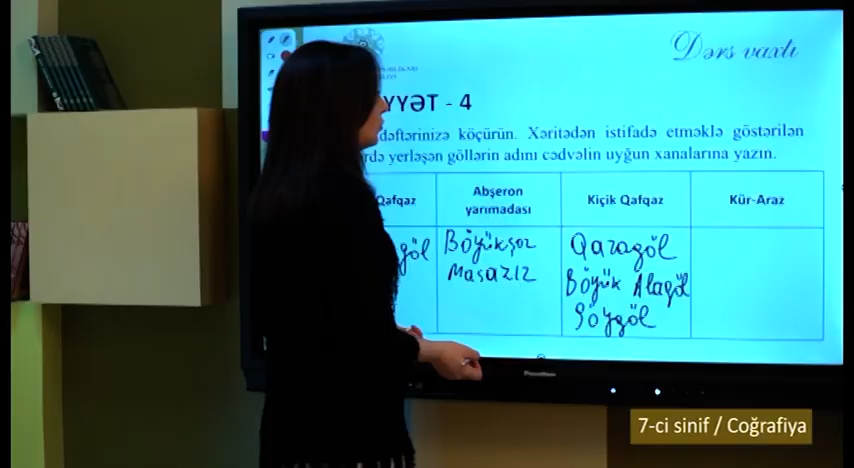 Dərs vaxtı
YYƏT - 4
dəftərinizə köçürün. Xəritədən istifadə etməklə göstərilən
rdə yerləşən göllərin adını cədvəlin uyğun xanalarına yazın.
Qafqaz
Abşeron
yarımadası
Kiçik Qafqaz
Kür-Araz
göl
Böyükşor
Masazır
Qaragöl
Böyük Alagöl
Göygöl
7-ci sinif / Coğrafiya